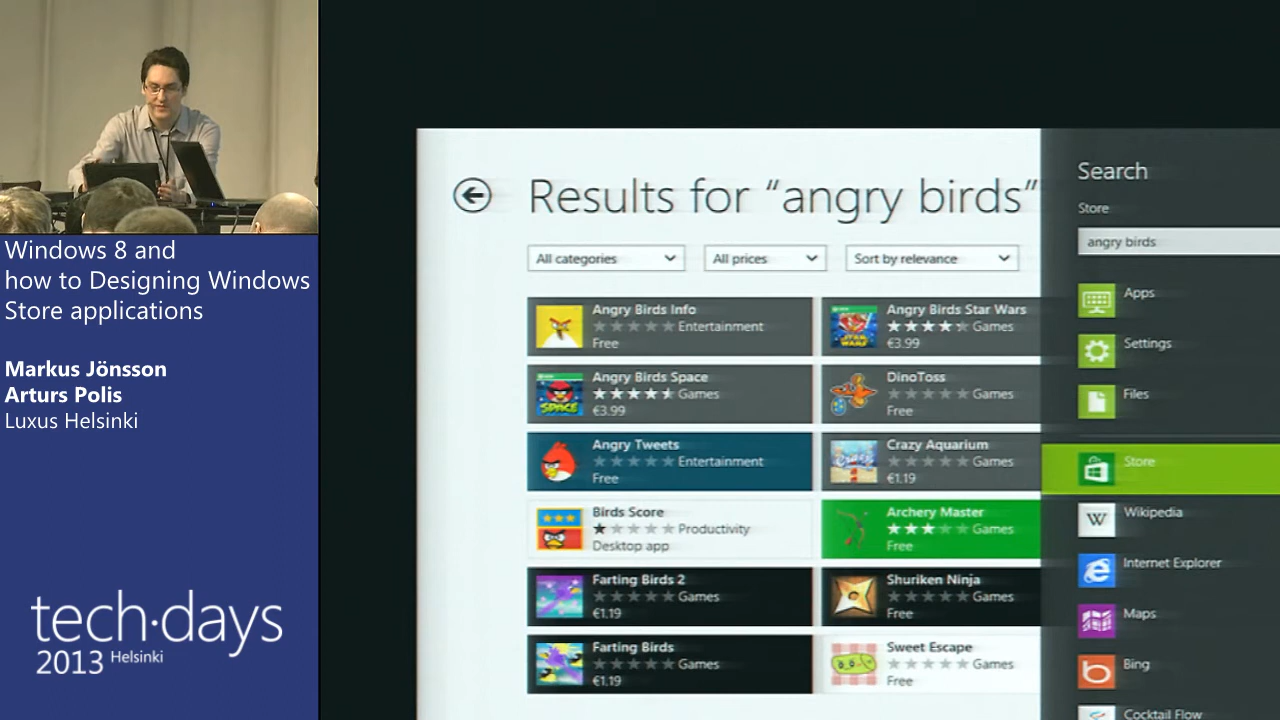 Windows 8 and
how to Designing Windows
Store applications
Markus Jönsson
Arturs Polis
Luxus Helsinki
tech·days
2013 Helsinki
Results for "angry birds"
All categories
All prices
Sort by relevance
Angry Birds Info
Entertainment
Free
Angry Birds Space
Games
€3.99
Angry Tweets
Entertainment
Free
Birds Score
Productivity
Desktop app
Farting Birds 2
Games
€1.19
Farting Birds
Games
€1.19
Angry Birds Star Wars
Games
€3.99
DinoToss
Games
Free
Crazy Aquarium
Games
€1.19
Archery Master
Games
Free
Shuriken Ninja
Games
Free
Sweet Escape
Games
Free
Search
Store
angry birds
Apps
Settings
Files
Store
W Wikipedia
Internet Explorer
Maps
Bing
Cocktail Flow